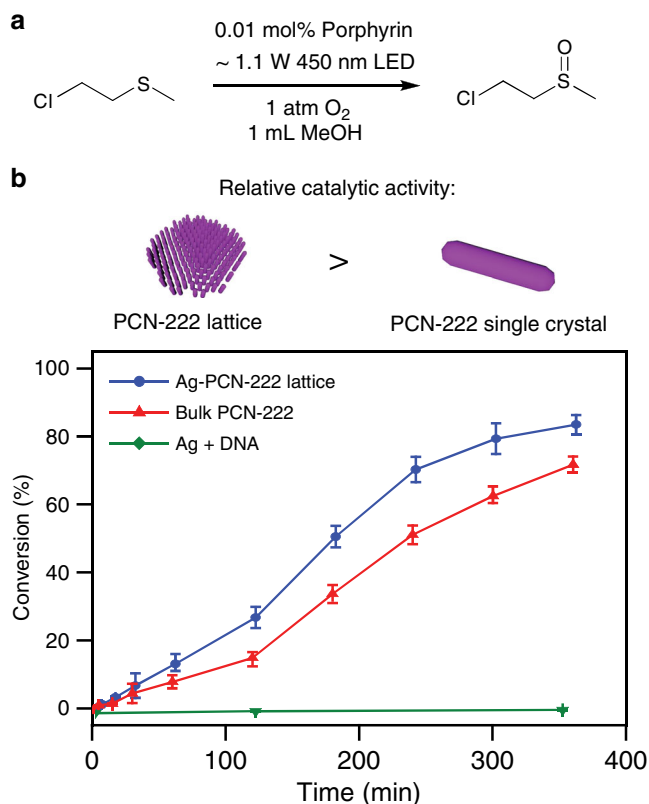 a
0.01 mol% Porphyrin
~ 1.1 W 450 nm LED
1 atm O₂
1 mL MeOH
Cl
S
Cl
S
O
b
Relative catalytic activity:
>
PCN-222 lattice
PCN-222 single crystal
Ag-PCN-222 lattice
Bulk PCN-222
Ag + DNA
Conversion (%)
100
80
60
40
20
0
0 100 200 300 400
Time (min)